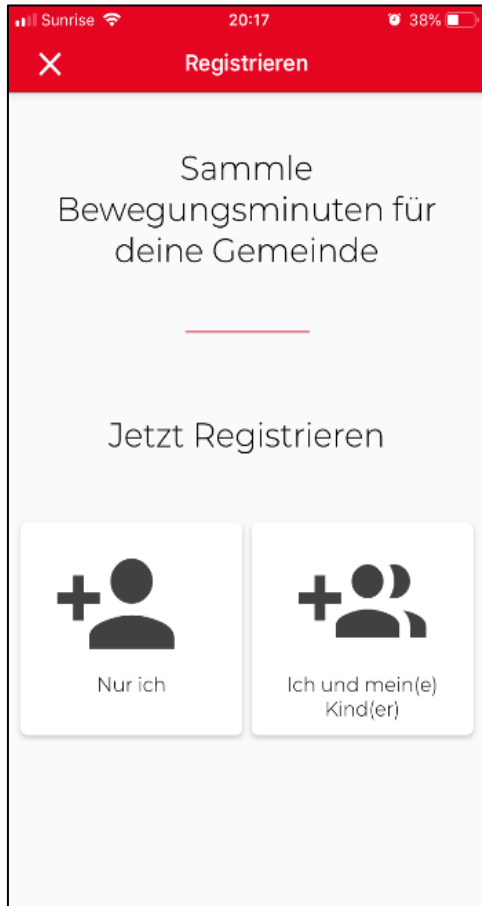 Sunrise 20:17 38%
Registrieren
Sammle
Bewegungsminuten für
deine Gemeinde
Jetzt Registrieren
Nur ich
Ich und mein(e)
Kind(er)